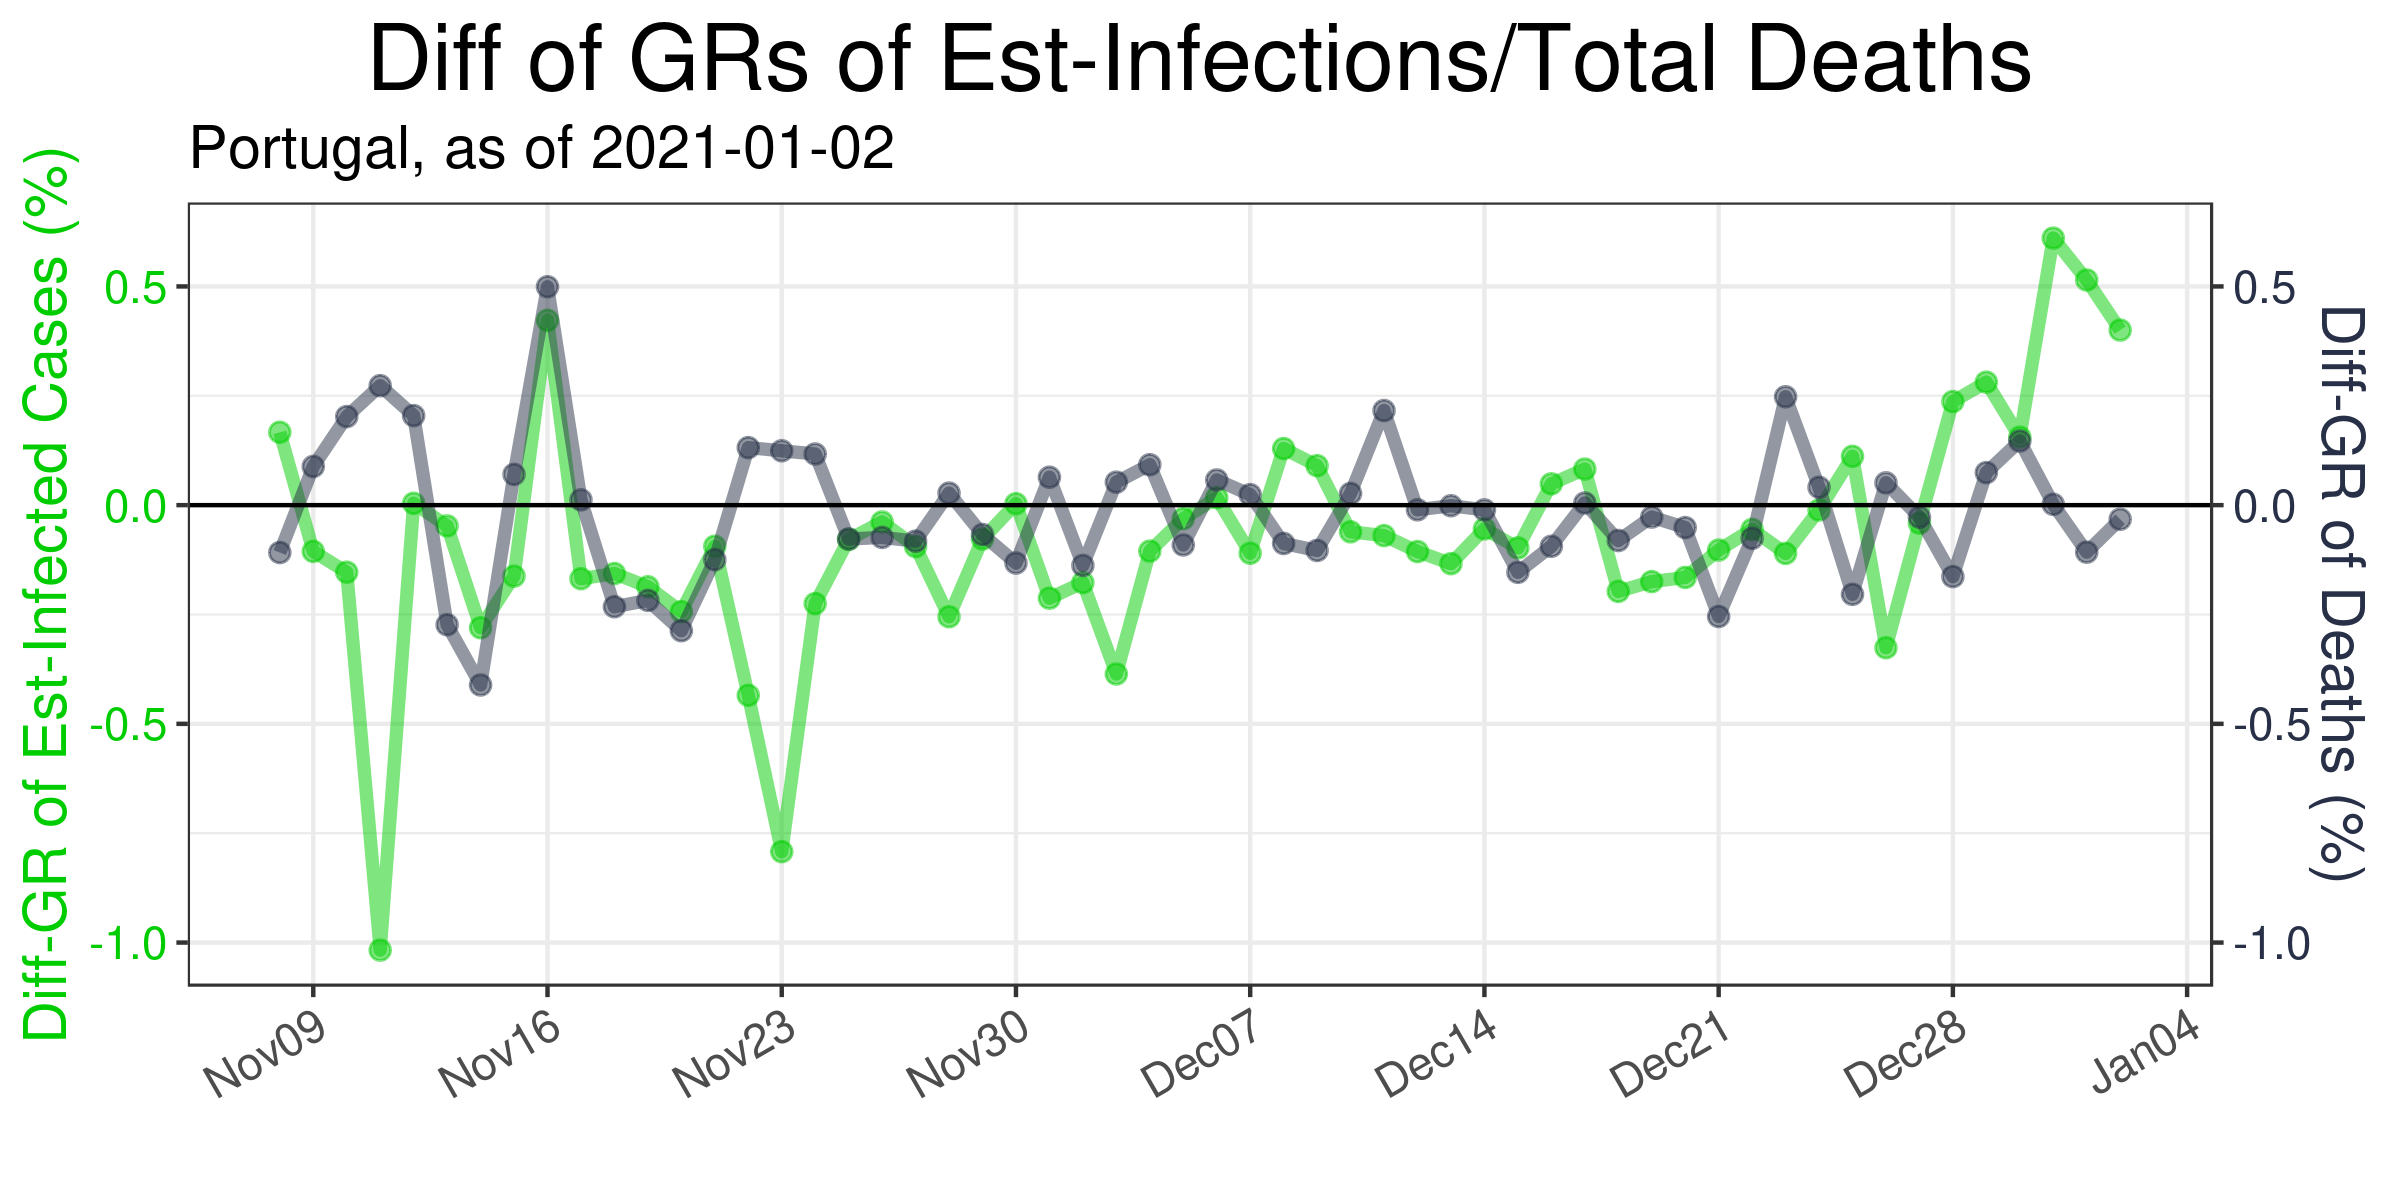 Diff of GRs of Est-Infections/Total Deaths
Portugal, as of 2021-01-02
Diff-GR of Est-Infected Cases (%)
0.5
0.0
-0.5
-1.0
0.5
0.0
-0.5
-1.0
Diff-GR of Deaths (%)
Nov09
Nov16
Nov23
Nov30
Dec07
Dec14
Dec21
Dec28
Jan04